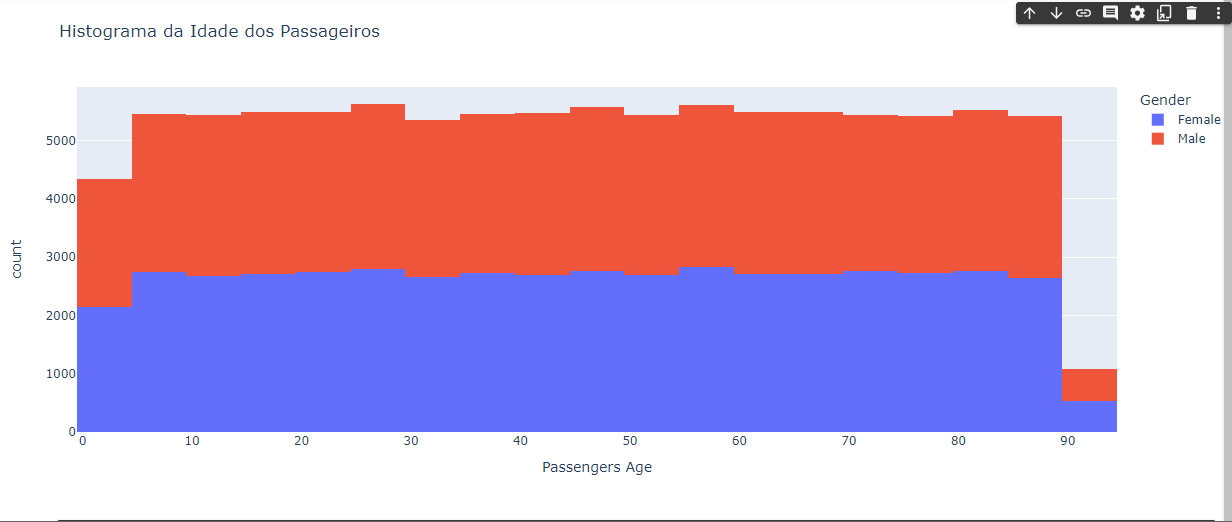 Histograma da Idade dos Passageiros
Gender
Female
Male
5000
4000
3000
2000
1000
0
count
0 10 20 30 40 50 60 70 80 90
Passengers Age